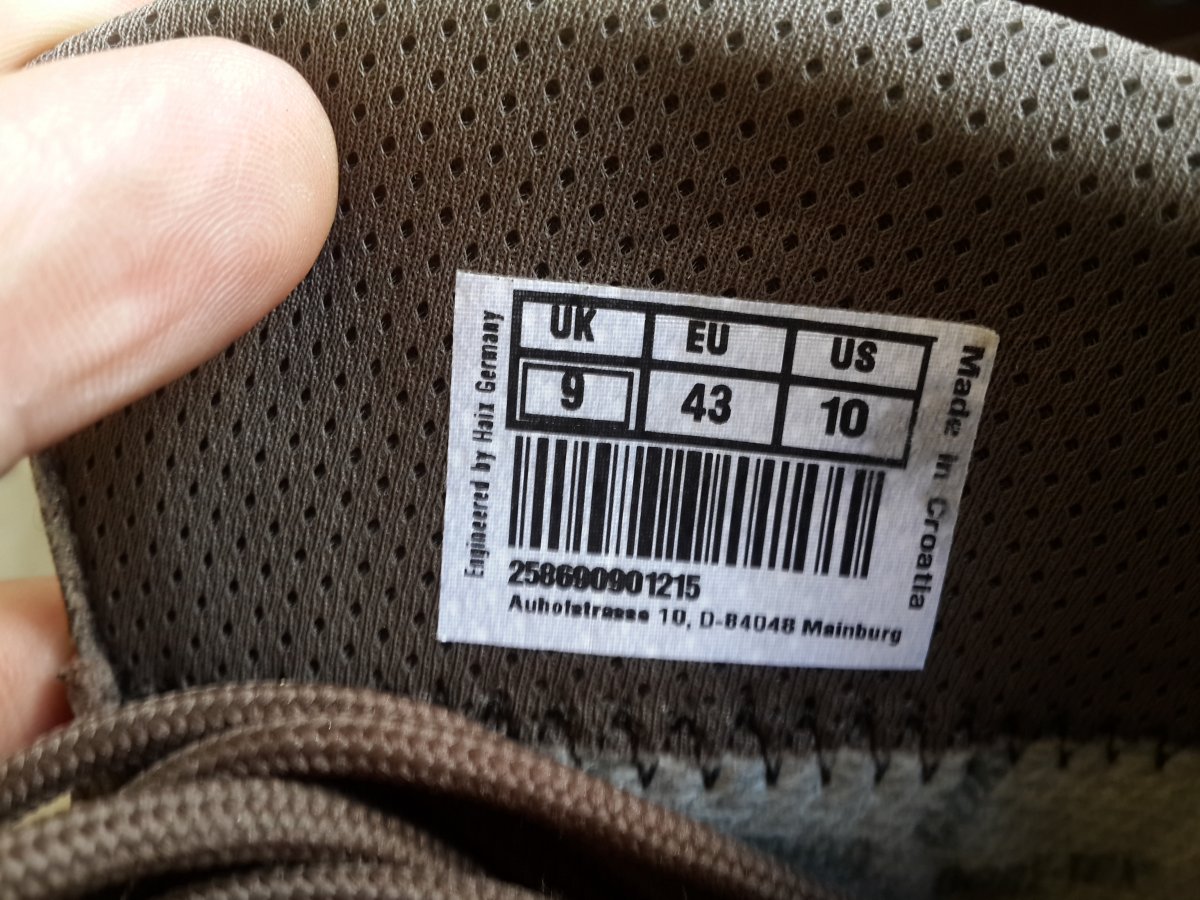 Engineered by Haix Germany
UK EU US
9 43 10
258690901215
Auhofstrasse 10, D-84048 Mainburg
Made in Croatia